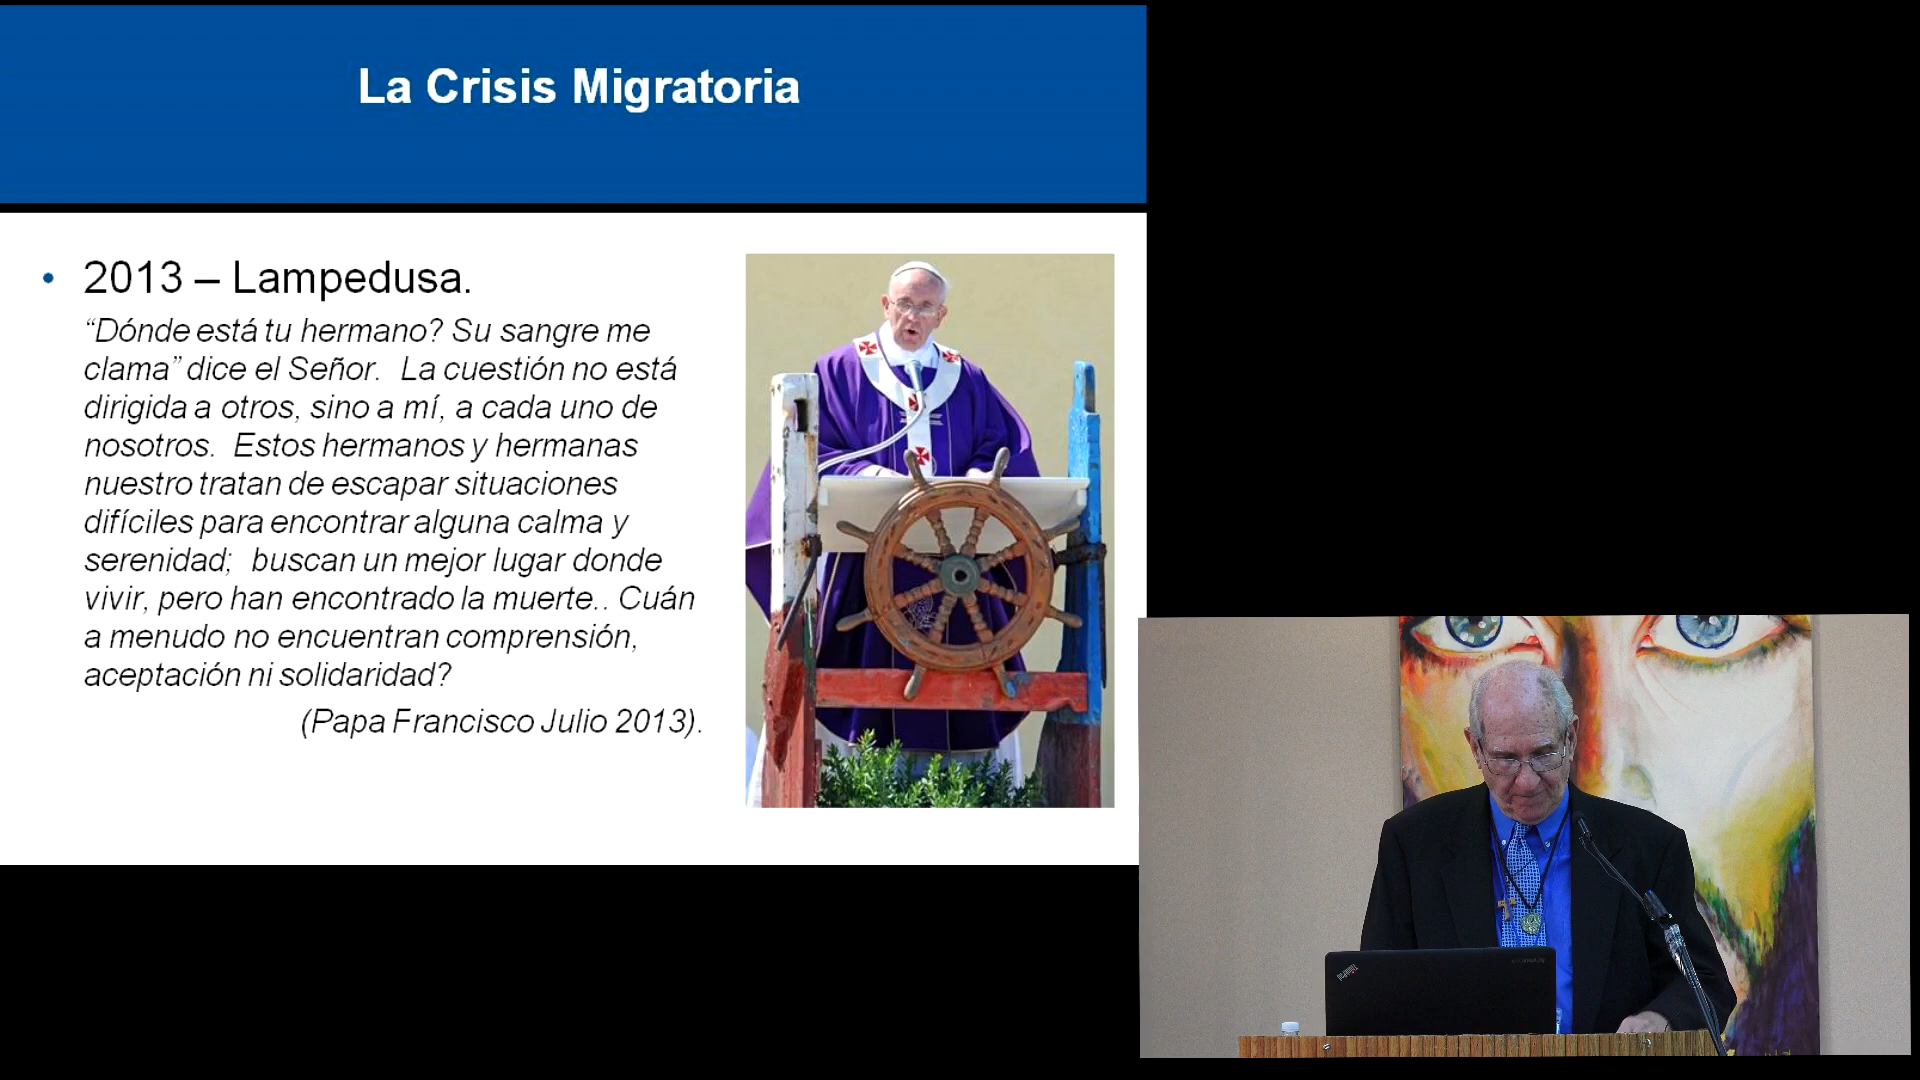 La Crisis Migratoria
• 2013 – Lampedusa.
“Dónde está tu hermano? Su sangre me
clama” dice el Señor. La cuestión no está
dirigida a otros, sino a mí, a cada uno de
nosotros. Estos hermanos y hermanas
nuestro tratan de escapar situaciones
difíciles para encontrar alguna calma y
serenidad; buscan un mejor lugar donde
vivir, pero han encontrado la muerte.. Cuán
a menudo no encuentran comprensión,
aceptación ni solidaridad?
(Papa Francisco Julio 2013).